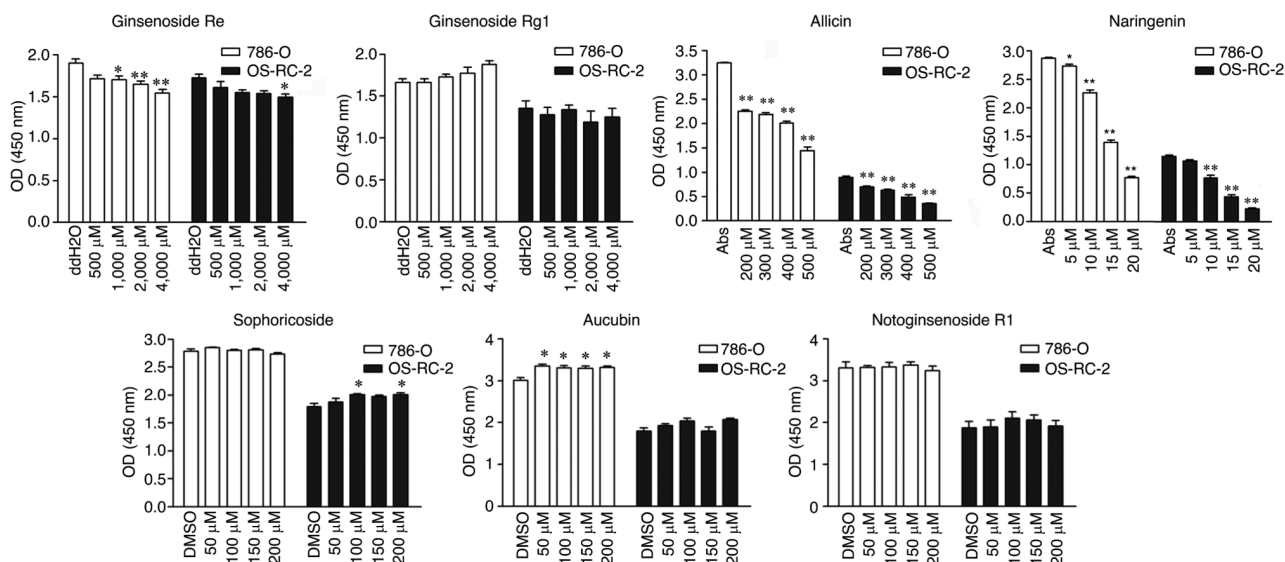 Ginsenoside Re
OD (450 nm)
2.0
1.5
1.0
0.5
0.0
786-O
OS-RC-2
* ** **
*
ddH2O
500 μM
1,000 μM
2,000 μM
4,000 μM
ddH2O
500 μM
1,000 μM
2,000 μM
4,000 μM
Ginsenoside Rg1
OD (450 nm)
2.0
1.5
1.0
0.5
0.0
786-O
OS-RC-2
ddH2O
500 μM
1,000 μM
2,000 μM
4,000 μM
ddH2O
500 μM
1,000 μM
2,000 μM
4,000 μM
Allicin
OD (450 nm)
3.5
3.0
2.5
2.0
1.5
1.0
0.5
0.0
786-O
OS-RC-2
** ** ** **
** ** ** **
Abs
200 μM
300 μM
400 μM
500 μM
Abs
200 μM
300 μM
400 μM
500 μM
Naringenin
OD (450 nm)
3.0
2.5
2.0
1.5
1.0
0.5
0.0
786-O
OS-RC-2
* ** ** **
** ** **
Abs
5 μM
10 μM
15 μM
20 μM
Abs
5 μM
10 μM
15 μM
20 μM
Sophoricoside
OD (450 nm)
3.0
2.5
2.0
1.5
1.0
0.5
0.0
786-O
OS-RC-2
* *
DMSO
50 μM
100 μM
150 μM
200 μM
DMSO
50 μM
100 μM
150 μM
200 μM
Aucubin
OD (450 nm)
4
3
2
1
0
786-O
OS-RC-2
* * * *
DMSO
50 μM
100 μM
150 μM
200 μM
DMSO
50 μM
100 μM
150 μM
200 μM
Notoginsenoside R1
OD (450 nm)
4
3
2
1
0
786-O
OS-RC-2
DMSO
50 μM
100 μM
150 μM
200 μM
DMSO
50 μM
100 μM
150 μM
200 μM